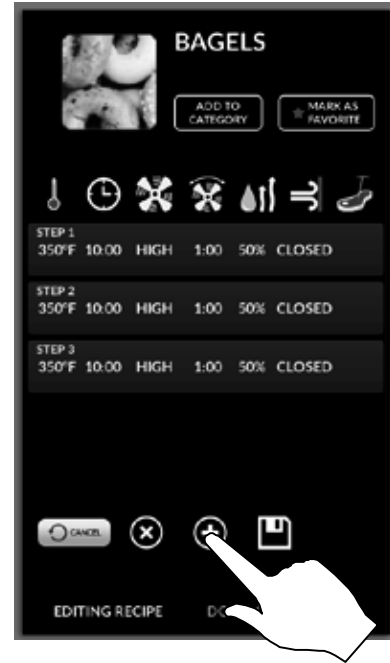 BAGELS
ADD TO
CATEGORY
MARK AS
FAVORITE
STEP 1
350°F 10:00 HIGH 1:00 50% CLOSED
STEP 2
350°F 10:00 HIGH 1:00 50% CLOSED
STEP 3
350°F 10:00 HIGH 1:00 50% CLOSED
CANCEL
EDITING RECIPE